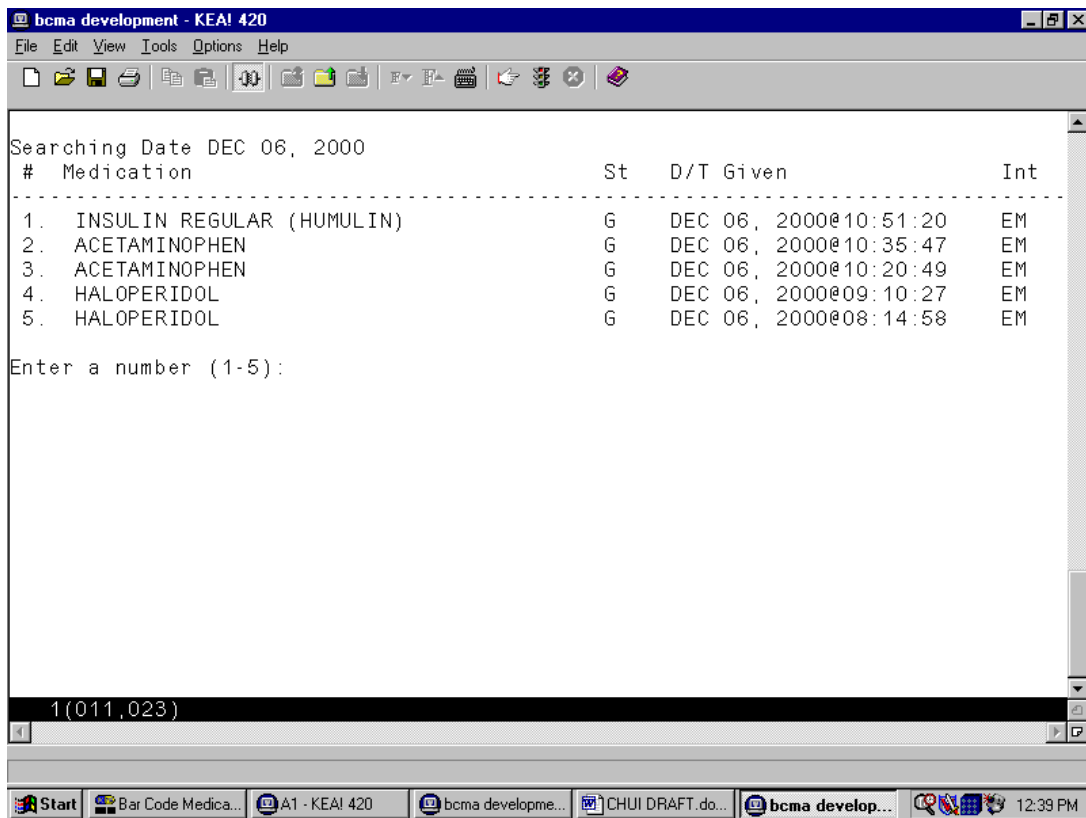 bcma development - KEA! 420
File Edit View Tools Options Help
Searching Date DEC 06, 2000
# Medication St D/T Given Int
1. INSULIN REGULAR (HUMULIN) G DEC 06, 2000@10:51:20 EM
2. ACETAMINOPHEN G DEC 06, 2000@10:35:47 EM
3. ACETAMINOPHEN G DEC 06, 2000@10:20:49 EM
4. HALOPERIDOL G DEC 06, 2000@09:10:27 EM
5. HALOPERIDOL G DEC 06, 2000@08:14:58 EM
Enter a number (1-5):
1(011,023)
Start Bar Code Medica... A1 - KEA! 420 bcma developme... CHUI DRAFT.do... bcma develop... 12:39 PM